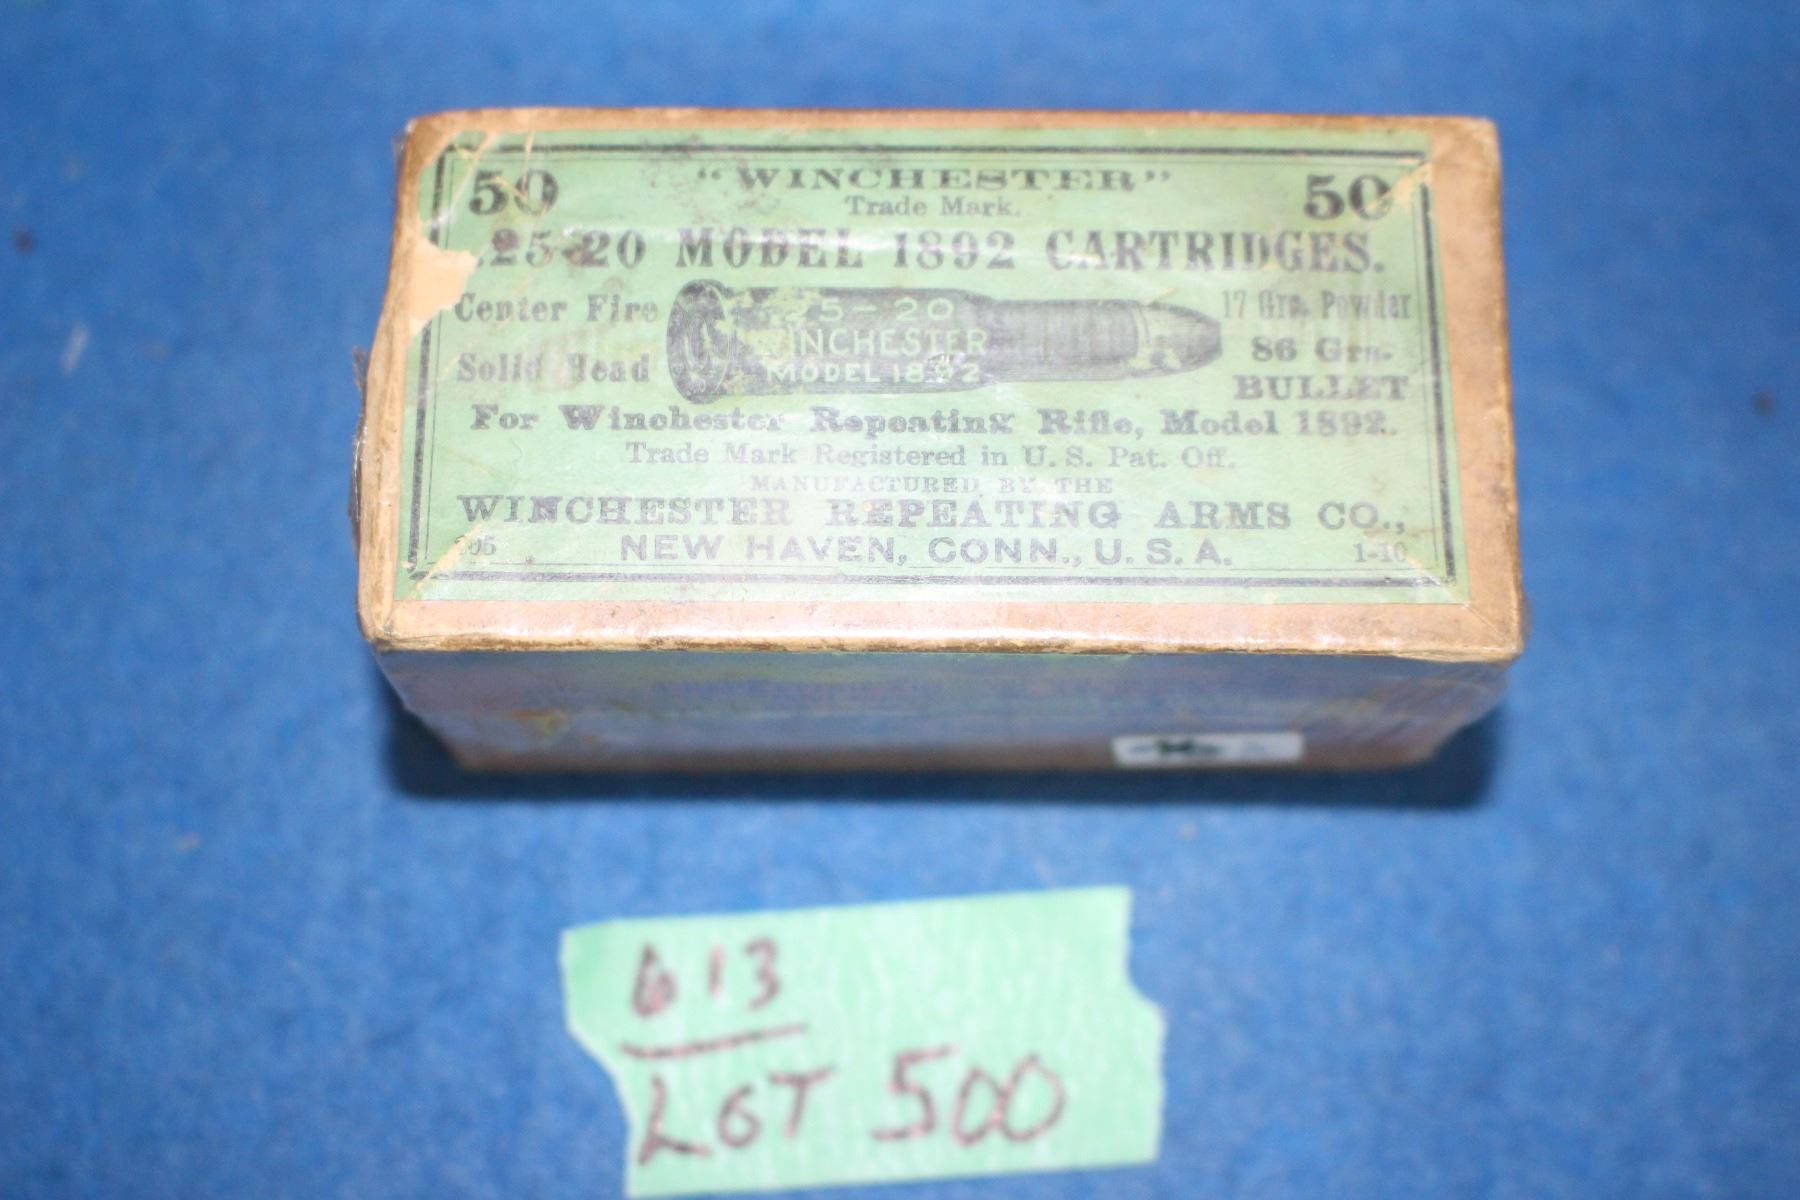 50 "WINCHESTER" 50
Trade Mark.
.25-20 MODEL 1892 CARTRIDGES.
Center Fire
Solid Head
25-20
WINCHESTER
MODEL 1892
17 Grs. Powder
86 Grs.
BULLET
For Winchester Repeating Rifle, Model 1892.
Trade Mark Registered in U. S. Pat. Off.
MANUFACTURED BY THE
WINCHESTER REPEATING ARMS CO.,
NEW HAVEN, CONN., U. S. A. 1-10
613
LOT 500